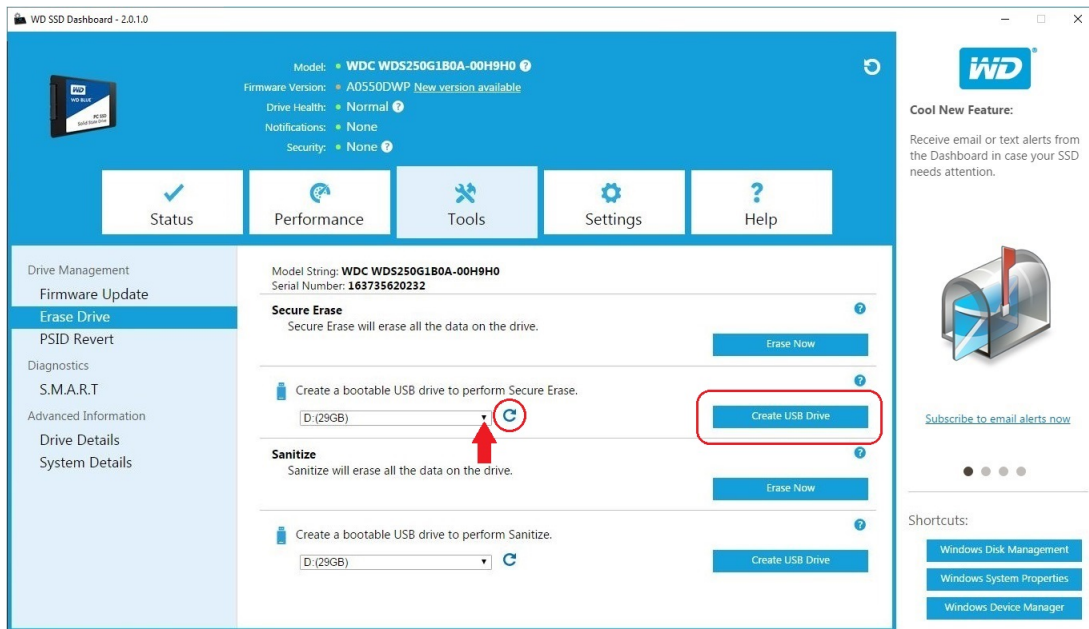 WD SSD Dashboard - 2.0.1.0
WD
WD BLUE
Model: WDC WDS250G1B0A-00H9H0 ?
Firmware Version: A0550DWP New version available
Drive Health: Normal ?
Notifications: None
Security: None ?
Status
Performance
Tools
Settings
? Help
Drive Management
Firmware Update
Erase Drive
PSID Revert
Diagnostics
S.M.A.R.T
Advanced Information
Drive Details
System Details
Model String: WDC WDS250G1B0A-00H9H0
Serial Number: 163735620232
Secure Erase ?
Secure Erase will erase all the data on the drive.
Erase Now
?
Create a bootable USB drive to perform Secure Erase.
D:(29GB)
Create USB Drive
Sanitize ?
Sanitize will erase all the data on the drive.
Erase Now
?
Create a bootable USB drive to perform Sanitize.
D:(29GB)
Create USB Drive
WD
Cool New Feature:
Receive email or text alerts from
the Dashboard in case your SSD
needs attention.
Subscribe to email alerts now
Shortcuts:
Windows Disk Management
Windows System Properties
Windows Device Manager